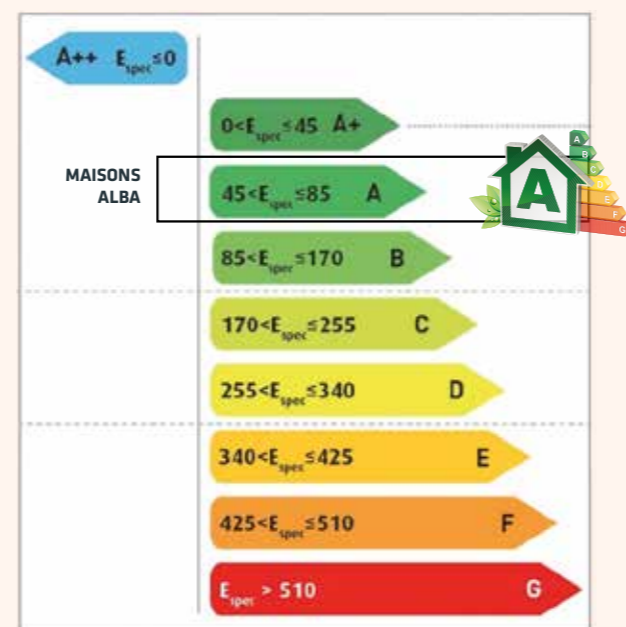 A++ Espec≤0
0<Espec≤45 A+
MAISONS
ALBA
45<Espec≤85 A
A
A
B
C
D
E
F
G
85<Espec≤170 B
170<Espec≤255 C
255<Espec≤340 D
340<Espec≤425 E
425<Espec≤510 F
Espec > 510 G